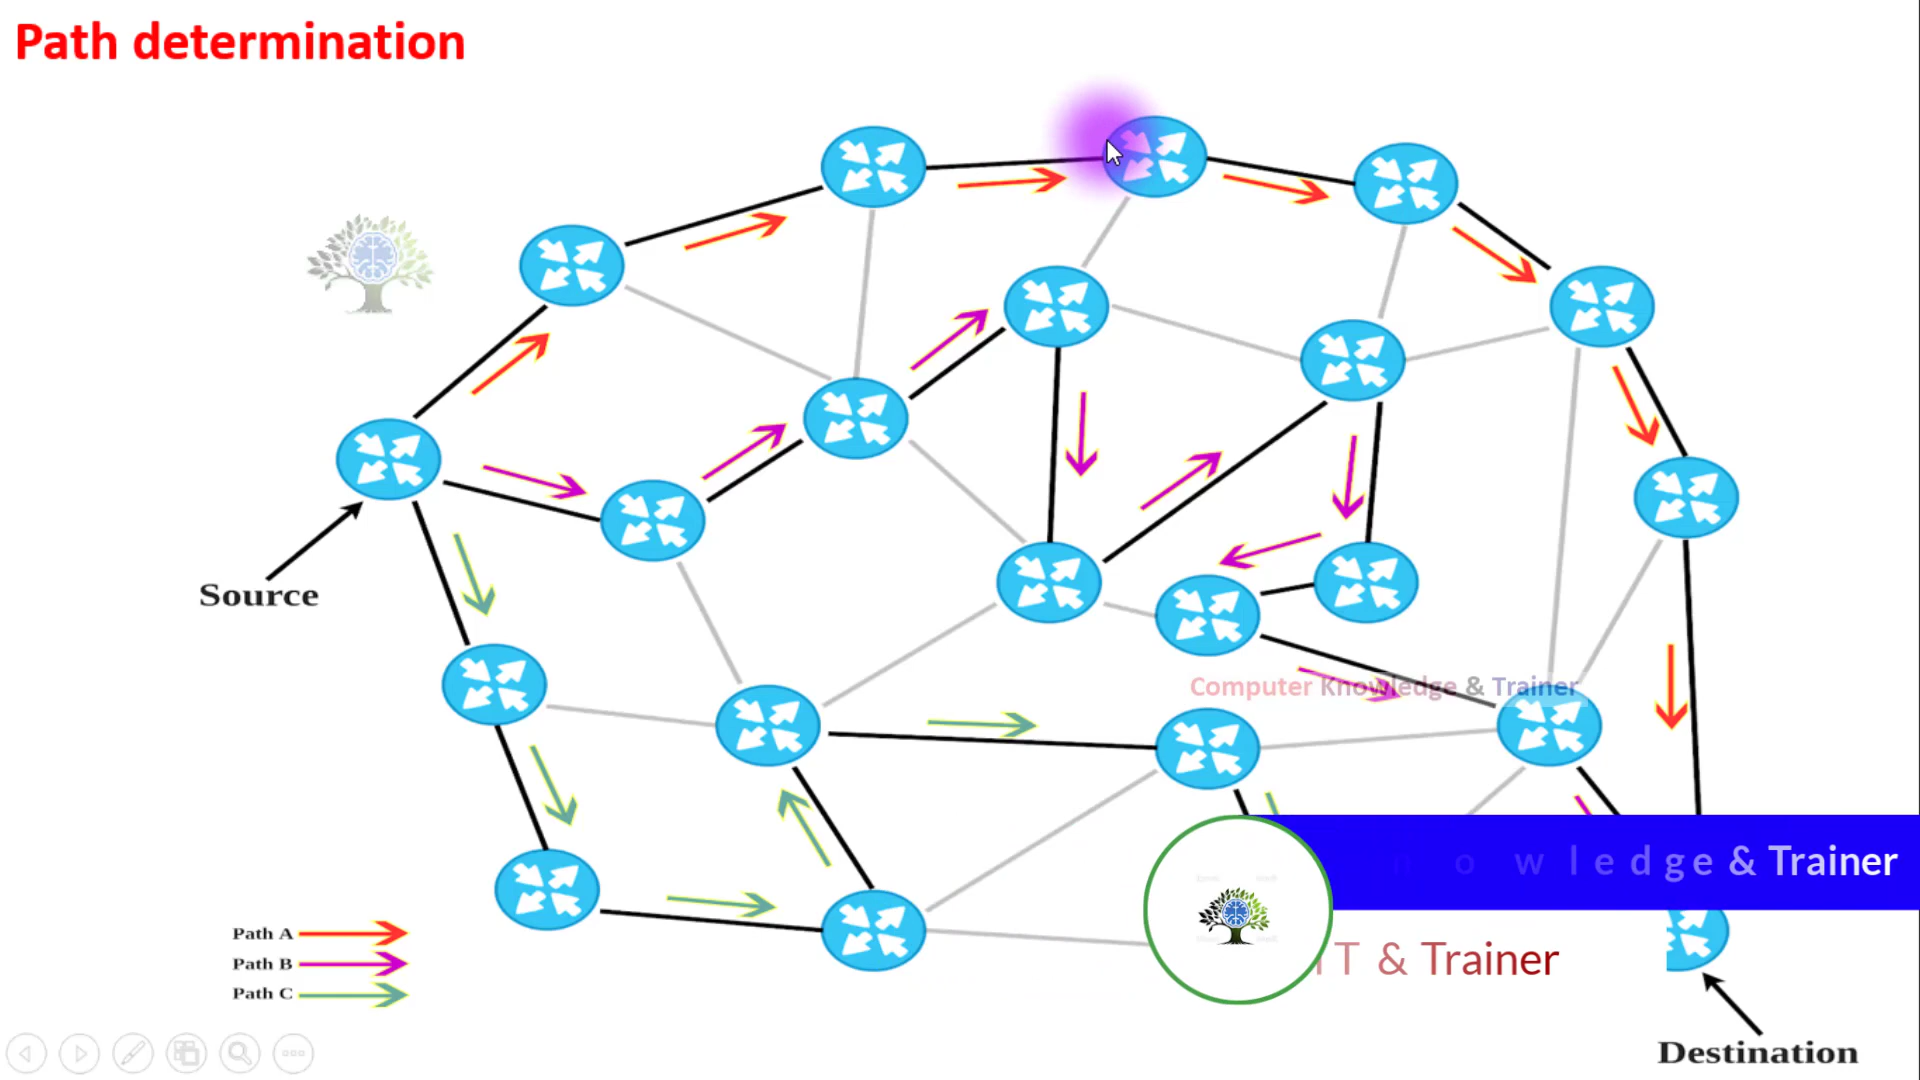 Path determination
Source
Computer Knowledge & Trainer
n o w l e d g e & Trainer
Path A
Path B
Path C
T & Trainer
Destination